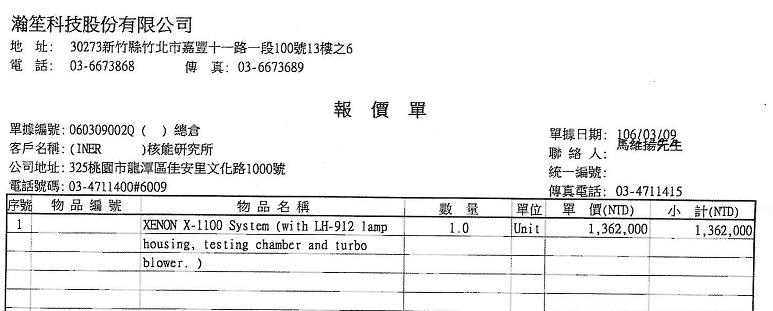 瀚笙科技股份有限公司
地 址: 30273新竹縣竹北市嘉豐十一路一段100號13樓之6
電 話: 03-6673868 傳 真: 03-6673689
報 價 單
單據編號: 060309002Q ( ) 總倉
單據日期: 106/03/09
客戶名稱: (INER )核能研究所
聯 絡 人: 馬維揚先生
公司地址: 325桃園市龍潭區佳安里文化路1000號
統一編號:
電話號碼: 03-4711400#6009
傳真電話: 03-4711415
序號 物 品 編 號 物 品 名 稱 數 量 單位 單 價(NTD) 小 計(NTD)
1 XENON X-1100 System (with LH-912 lamp 1.0 Unit 1,362,000 1,362,000
housing, testing chamber and turbo
blower. )